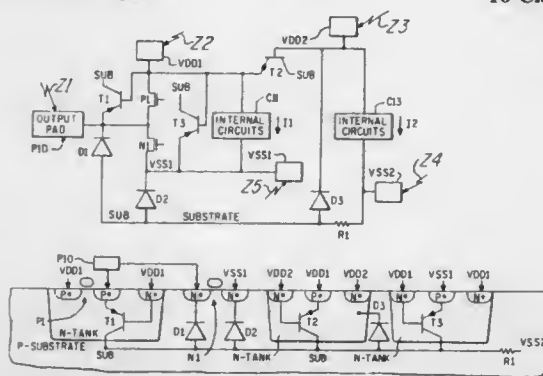 10 Cl
Z1
Z2
Z3
VDD1
VDD2
SUB
T1
P1
SUB
T3
T2
SUB
C11
C13
OUTPUT
PAD
INTERNAL
CIRCUITS
I1
INTERNAL
CIRCUITS
I2
P10
D1
N1
VSS1
VSS1
VSS2
Z4
Z5
D2
D3
SUB
SUBSTRATE
R1
P10
VDD1
VDD1
VSS1
VDD2
VDD1
VDD2
VDD1
VSS1
VDD1
P+
P+
N+
N+
N+
N+
P+
N+
N+
P+
N+
P1
T1
D1
D2
T2
D3
T3
VSS2
N-TANK
P-SUBSTRATE
SUB
N1
N-TANK
SUB
N-TANK
R1